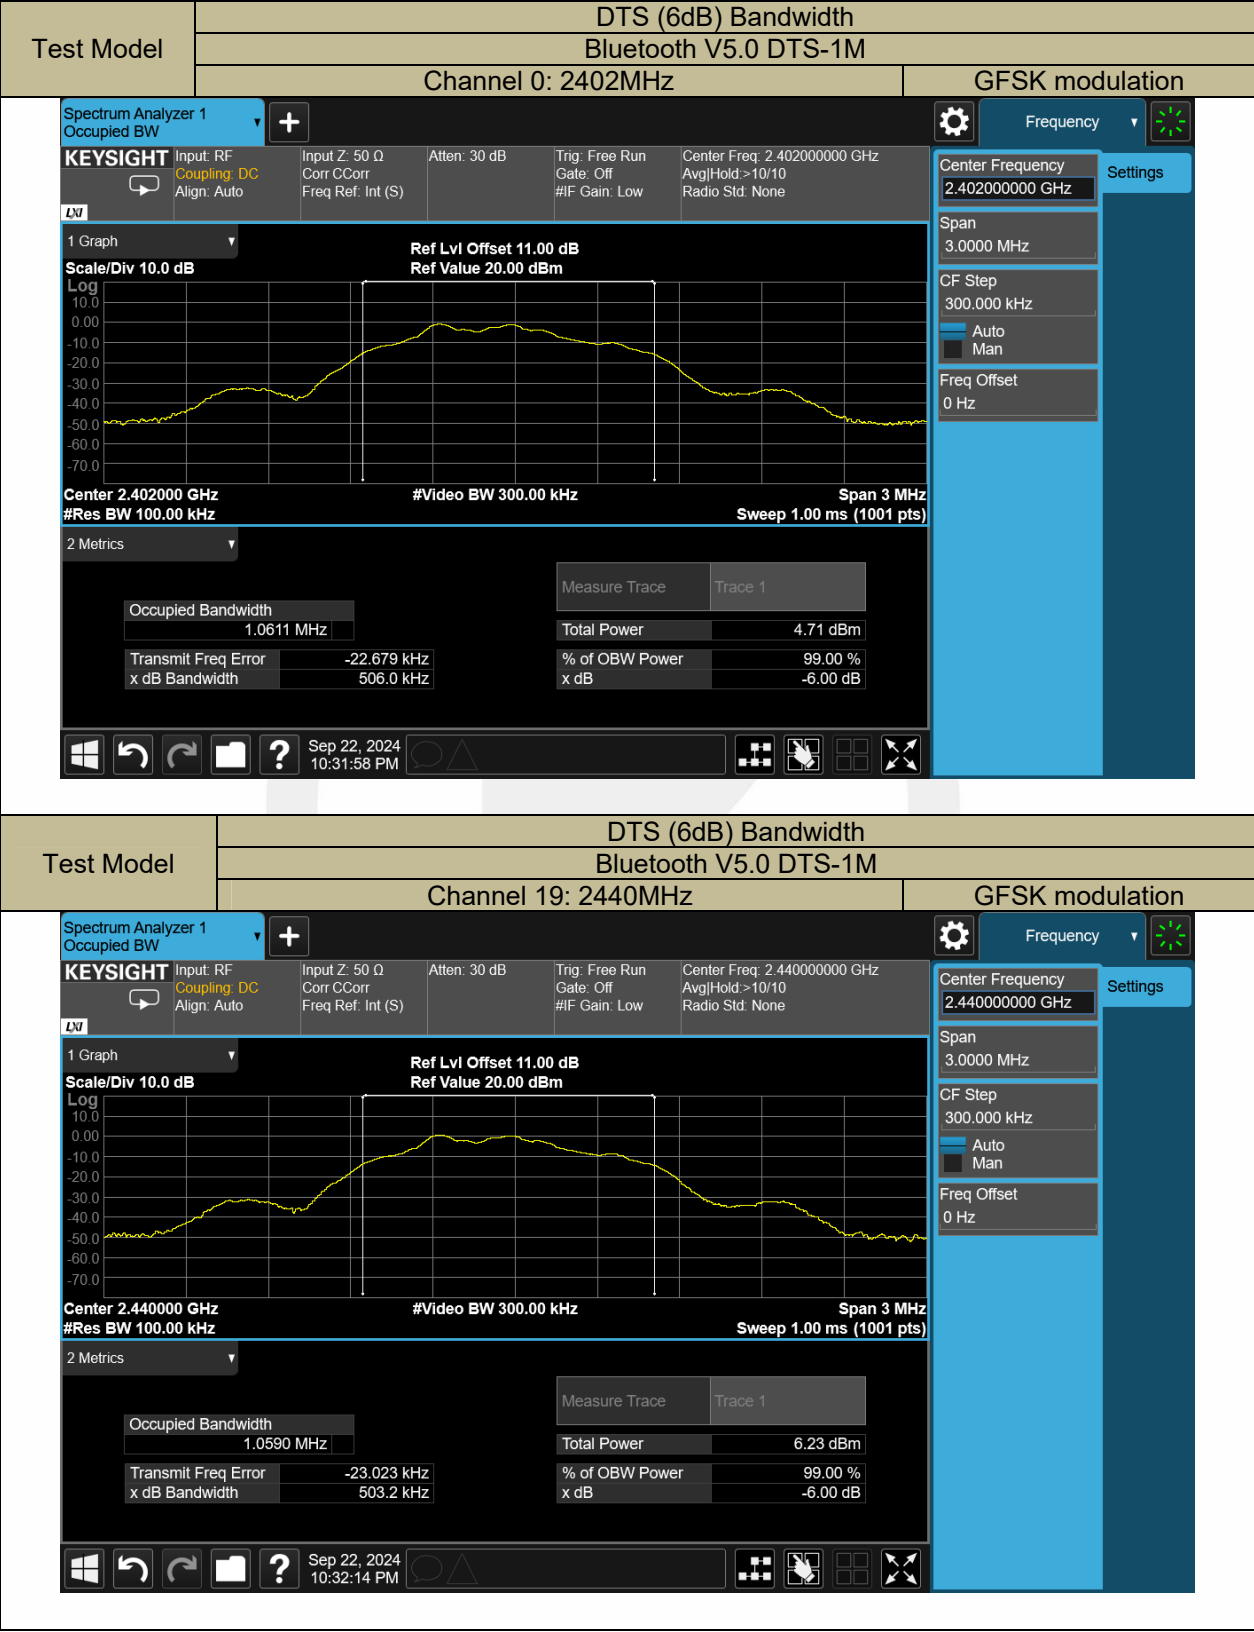 Test Model
DTS (6dB) Bandwidth
Bluetooth V5.0 DTS-1M
Channel 0: 2402MHz
GFSK modulation
Spectrum Analyzer 1
Occupied BW
Frequency
KEYSIGHT
LXI
Input: RF
Coupling: DC
Align: Auto
Input Z: 50 Ω
Corr CCorr
Freq Ref: Int (S)
Atten: 30 dB
Trig: Free Run
Gate: Off
#IF Gain: Low
Center Freq: 2.402000000 GHz
Avg|Hold:>10/10
Radio Std: None
Center Frequency
2.402000000 GHz
Settings
Span
3.0000 MHz
CF Step
300.000 kHz
Auto
Man
Freq Offset
0 Hz
1 Graph
Scale/Div 10.0 dB
Ref Lvl Offset 11.00 dB
Ref Value 20.00 dBm
Log
10.0
0.00
-10.0
-20.0
-30.0
-40.0
-50.0
-60.0
-70.0
Center 2.402000 GHz
#Video BW 300.00 kHz
Span 3 MHz
#Res BW 100.00 kHz
Sweep 1.00 ms (1001 pts)
2 Metrics
Measure Trace
Trace 1
Occupied Bandwidth
1.0611 MHz
Total Power
4.71 dBm
Transmit Freq Error
-22.679 kHz
% of OBW Power
99.00 %
x dB Bandwidth
506.0 kHz
x dB
-6.00 dB
?
Sep 22, 2024
10:31:58 PM
Test Model
DTS (6dB) Bandwidth
Bluetooth V5.0 DTS-1M
Channel 19: 2440MHz
GFSK modulation
Spectrum Analyzer 1
Occupied BW
Frequency
KEYSIGHT
LXI
Input: RF
Coupling: DC
Align: Auto
Input Z: 50 Ω
Corr CCorr
Freq Ref: Int (S)
Atten: 30 dB
Trig: Free Run
Gate: Off
#IF Gain: Low
Center Freq: 2.440000000 GHz
Avg|Hold:>10/10
Radio Std: None
Center Frequency
2.440000000 GHz
Settings
Span
3.0000 MHz
CF Step
300.000 kHz
Auto
Man
Freq Offset
0 Hz
1 Graph
Scale/Div 10.0 dB
Ref Lvl Offset 11.00 dB
Ref Value 20.00 dBm
Log
10.0
0.00
-10.0
-20.0
-30.0
-40.0
-50.0
-60.0
-70.0
Center 2.440000 GHz
#Video BW 300.00 kHz
Span 3 MHz
#Res BW 100.00 kHz
Sweep 1.00 ms (1001 pts)
2 Metrics
Measure Trace
Trace 1
Occupied Bandwidth
1.0590 MHz
Total Power
6.23 dBm
Transmit Freq Error
-23.023 kHz
% of OBW Power
99.00 %
x dB Bandwidth
503.2 kHz
x dB
-6.00 dB
?
Sep 22, 2024
10:32:14 PM